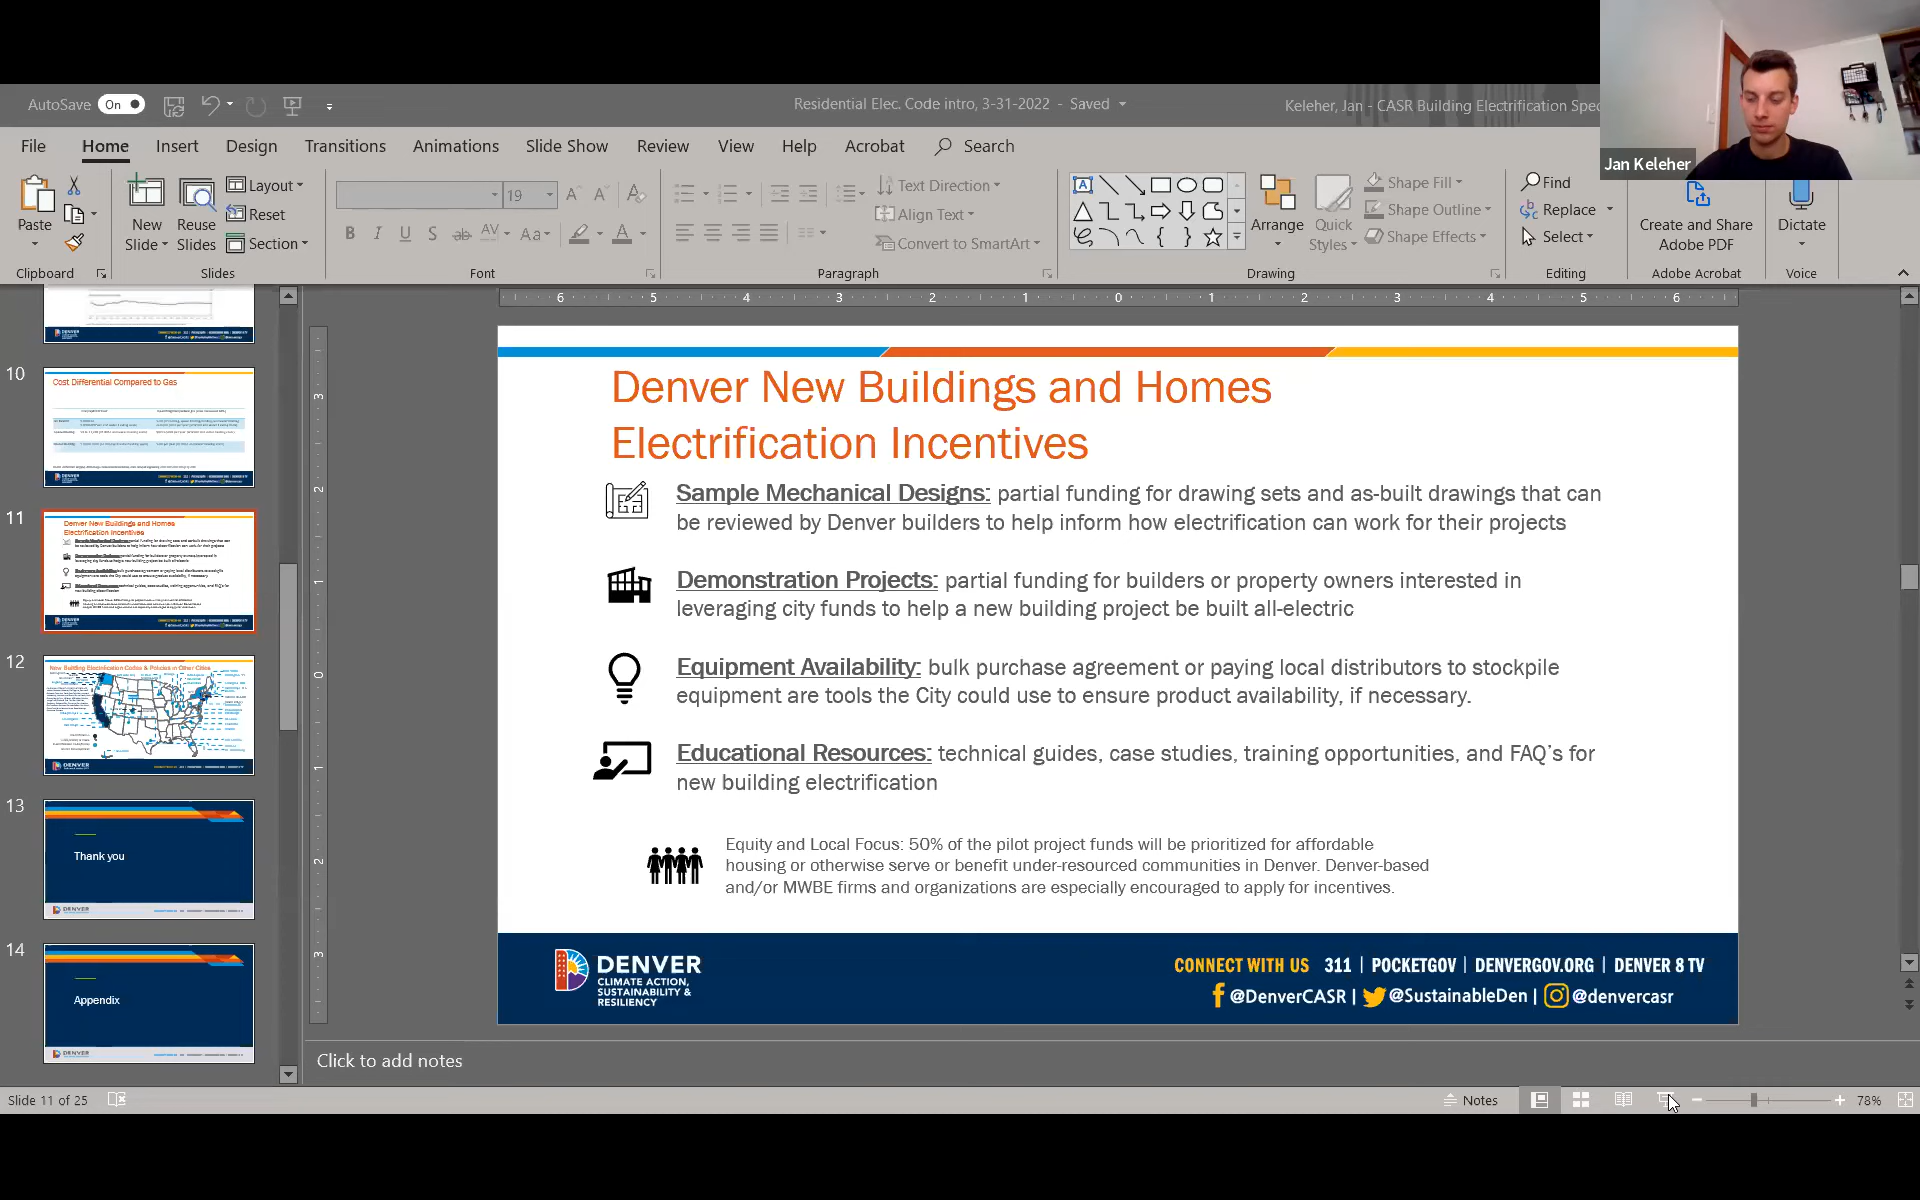 AutoSave On
Residential Elec. Code intro, 3-31-2022 - Saved
Keleher, Jan - CASR Building Electrification Spec
Jan Keleher
File Home Insert Design Transitions Animations Slide Show Review View Help Acrobat Search
Paste
Clipboard
New Slide
Reuse Slides
Layout
Reset
Section
Slides
19
Font
Text Direction
Align Text
Convert to SmartArt
Paragraph
Arrange
Quick Styles
Shape Fill
Shape Outline
Shape Effects
Drawing
Find
Replace
Select
Editing
Create and Share
Adobe PDF
Adobe Acrobat
Dictate
Voice
10
Cost Differential Compared to Gas
11
Denver New Buildings and Homes
Electrification Incentives
12
New Building Electrification Codes & Policies in Other Cities
13
Thank you
14
Appendix
Denver New Buildings and Homes
Electrification Incentives
Sample Mechanical Designs: partial funding for drawing sets and as-built drawings that can
be reviewed by Denver builders to help inform how electrification can work for their projects
Demonstration Projects: partial funding for builders or property owners interested in
leveraging city funds to help a new building project be built all-electric
Equipment Availability: bulk purchase agreement or paying local distributors to stockpile
equipment are tools the City could use to ensure product availability, if necessary.
Educational Resources: technical guides, case studies, training opportunities, and FAQ's for
new building electrification
Equity and Local Focus: 50% of the pilot project funds will be prioritized for affordable
housing or otherwise serve or benefit under-resourced communities in Denver. Denver-based
and/or MWBE firms and organizations are especially encouraged to apply for incentives.
DENVER
CLIMATE ACTION,
SUSTAINABILITY &
RESILIENCY
CONNECT WITH US 311 | POCKETGOV | DENVERGOV.ORG | DENVER 8 TV
@DenverCASR | @SustainableDen | @denvercasr
Click to add notes
Slide 11 of 25
Notes
78%